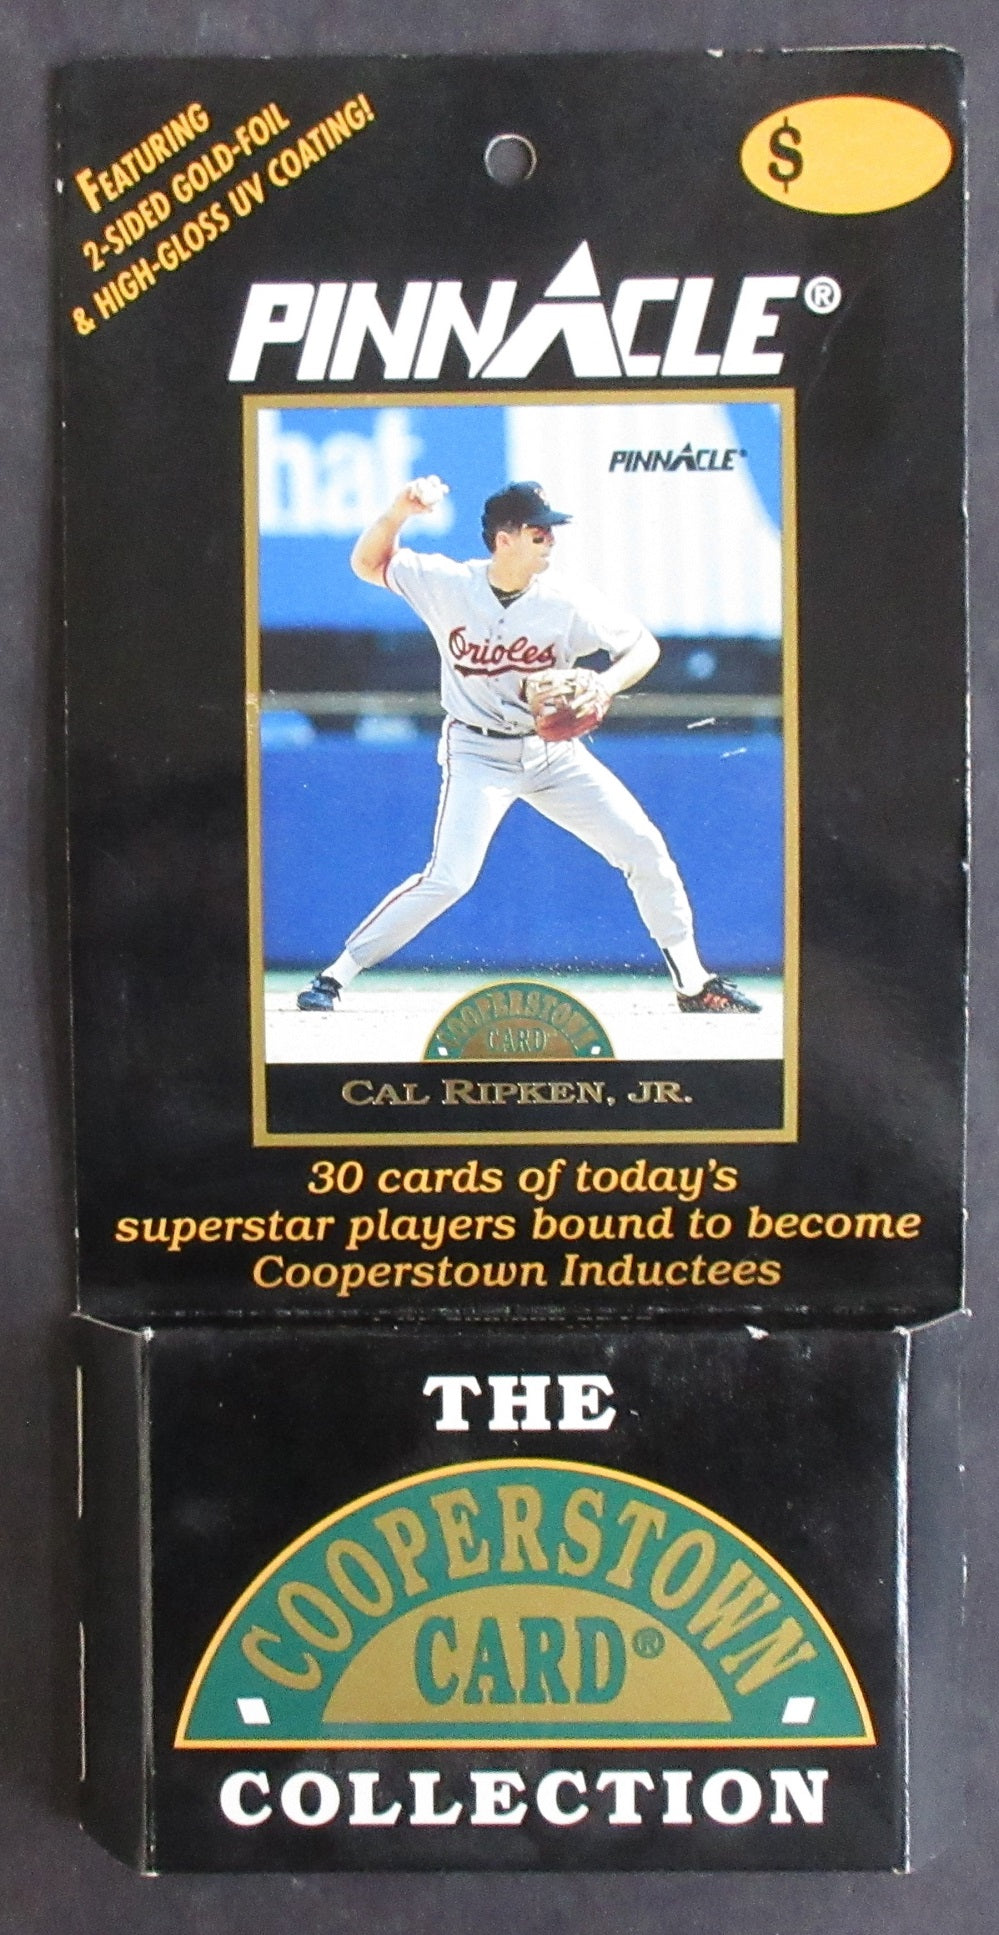 FEATURING
2-SIDED GOLD-FOIL
& HIGH-GLOSS UV COATING!
$
PINNACLE®
hat.
PINNACLE®
Orioles
COOPERSTOWN
CARD
CAL RIPKEN, JR.
30 cards of today's
superstar players bound to become
Cooperstown Inductees
THE
COOPERSTOWN
CARD®
COLLECTION